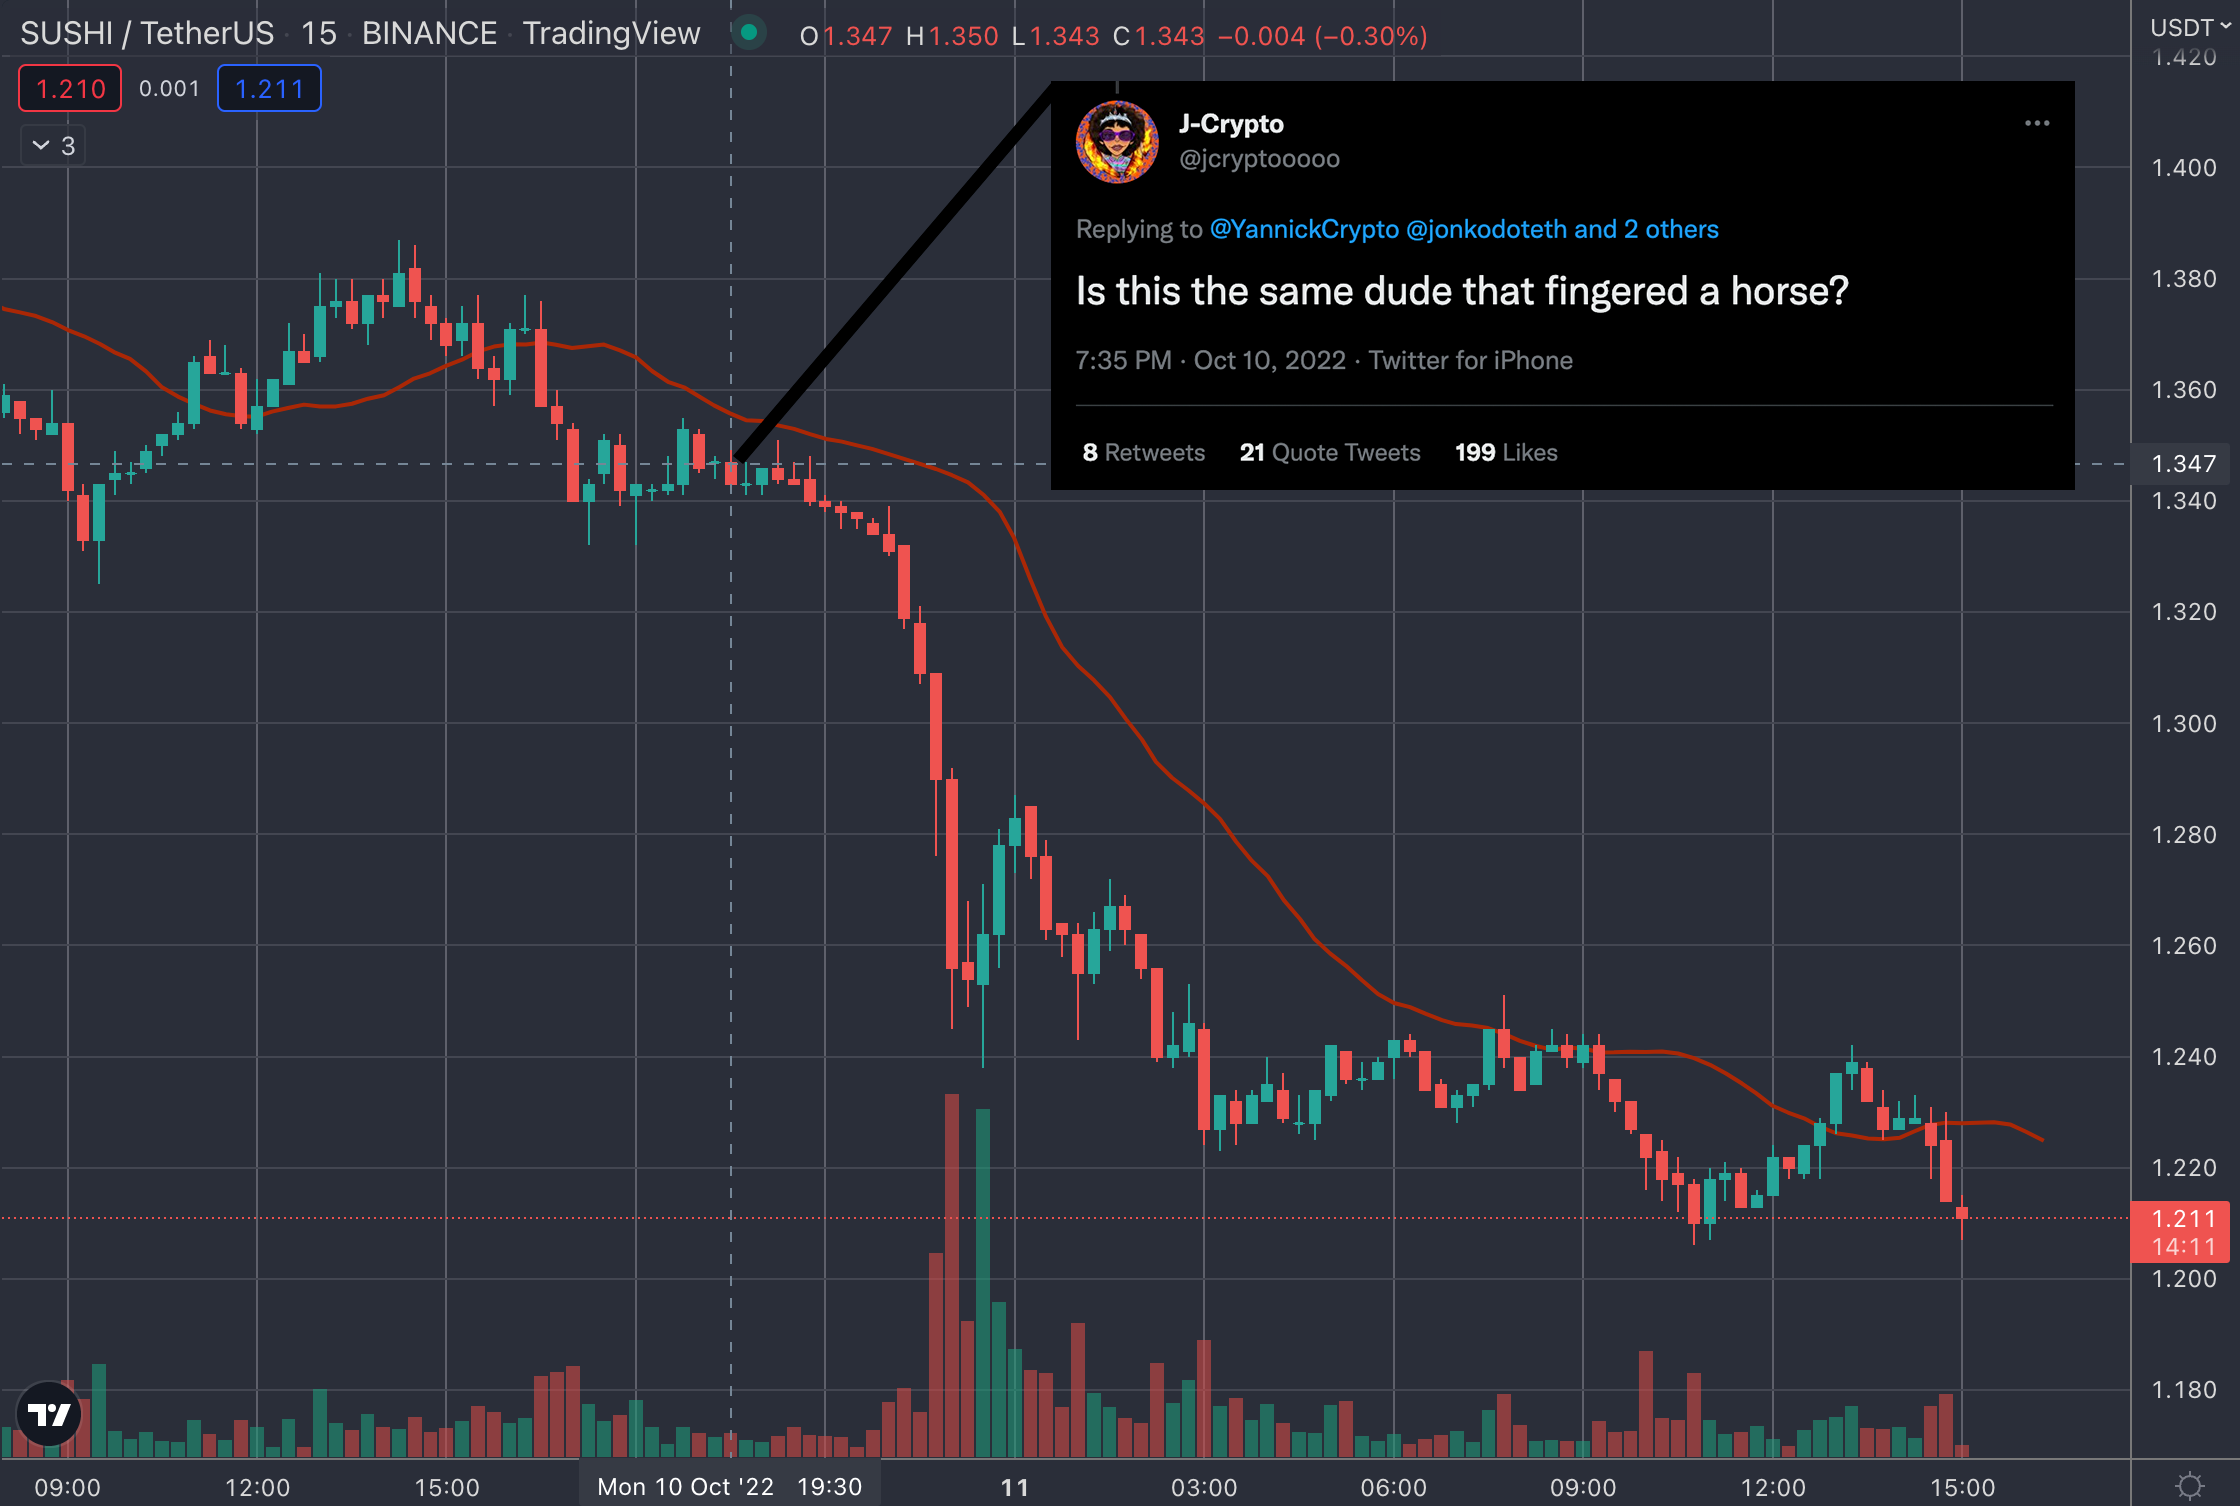 SUSHI / TetherUS · 15 · BINANCE · TradingView
O1.347 H1.350 L1.343 C1.343 −0.004 (−0.30%)
USDT
1.210 0.001 1.211
3
J-Crypto
@jcryptooooo
Replying to @YannickCrypto @jonkodoteth and 2 others
Is this the same dude that fingered a horse?
7:35 PM · Oct 10, 2022 · Twitter for iPhone
8 Retweets 21 Quote Tweets 199 Likes
1.420
1.400
1.380
1.360
1.347
1.340
1.320
1.300
1.280
1.260
1.240
1.220
1.211
14:11
1.200
1.180
09:00 12:00 15:00 Mon 10 Oct '22 19:30 11 03:00 06:00 09:00 12:00 15:00